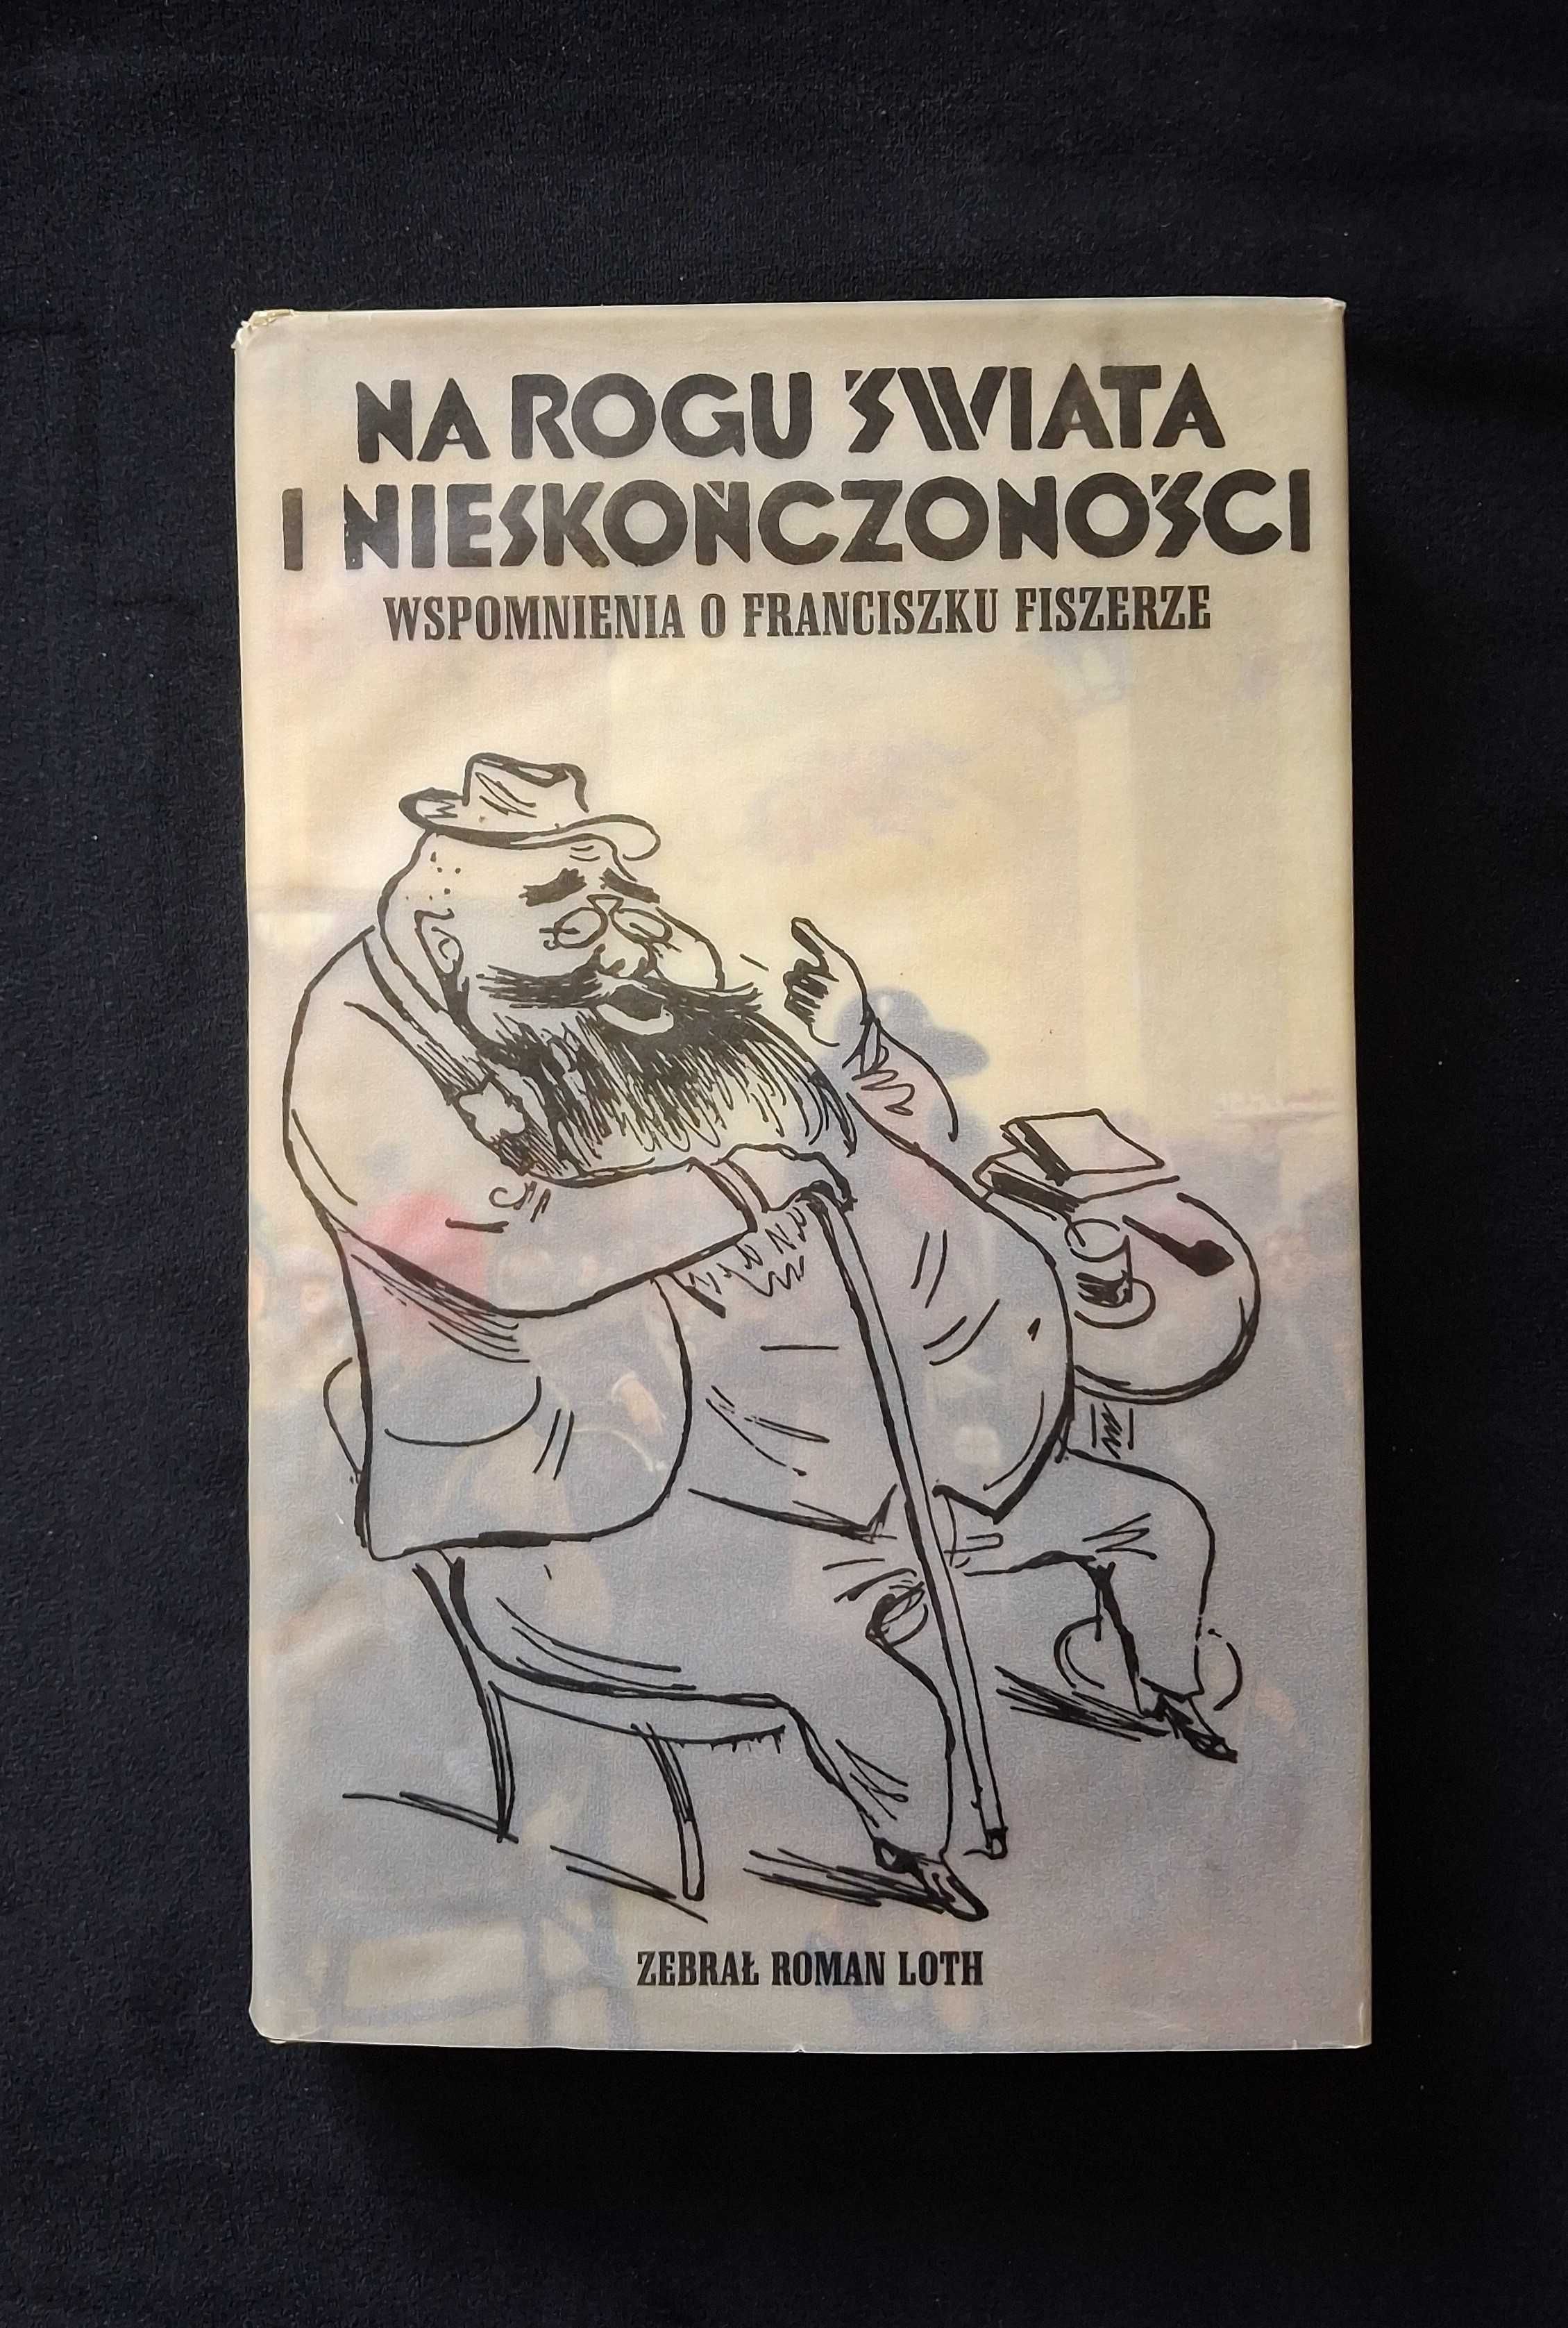 NA ROGU ŚWIATA
I NIESKOŃCZONOŚCI
WSPOMNIENIA O FRANCISZKU FISZERZE
ZEBRAŁ ROMAN LOTH